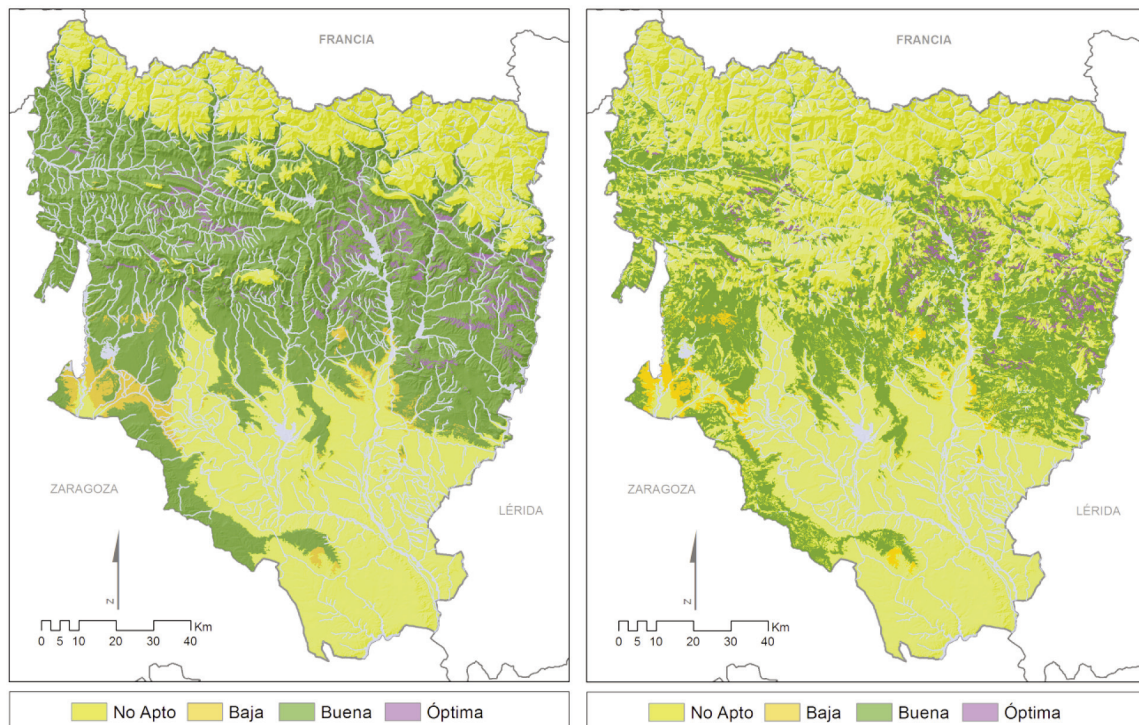 FRANCIA
ZARAGOZA
LÉRIDA
N
Km
0 5 10 20 30 40
No Apto Baja Buena Óptima
FRANCIA
ZARAGOZA
LÉRIDA
N
Km
0 5 10 20 30 40
No Apto Baja Buena Óptima